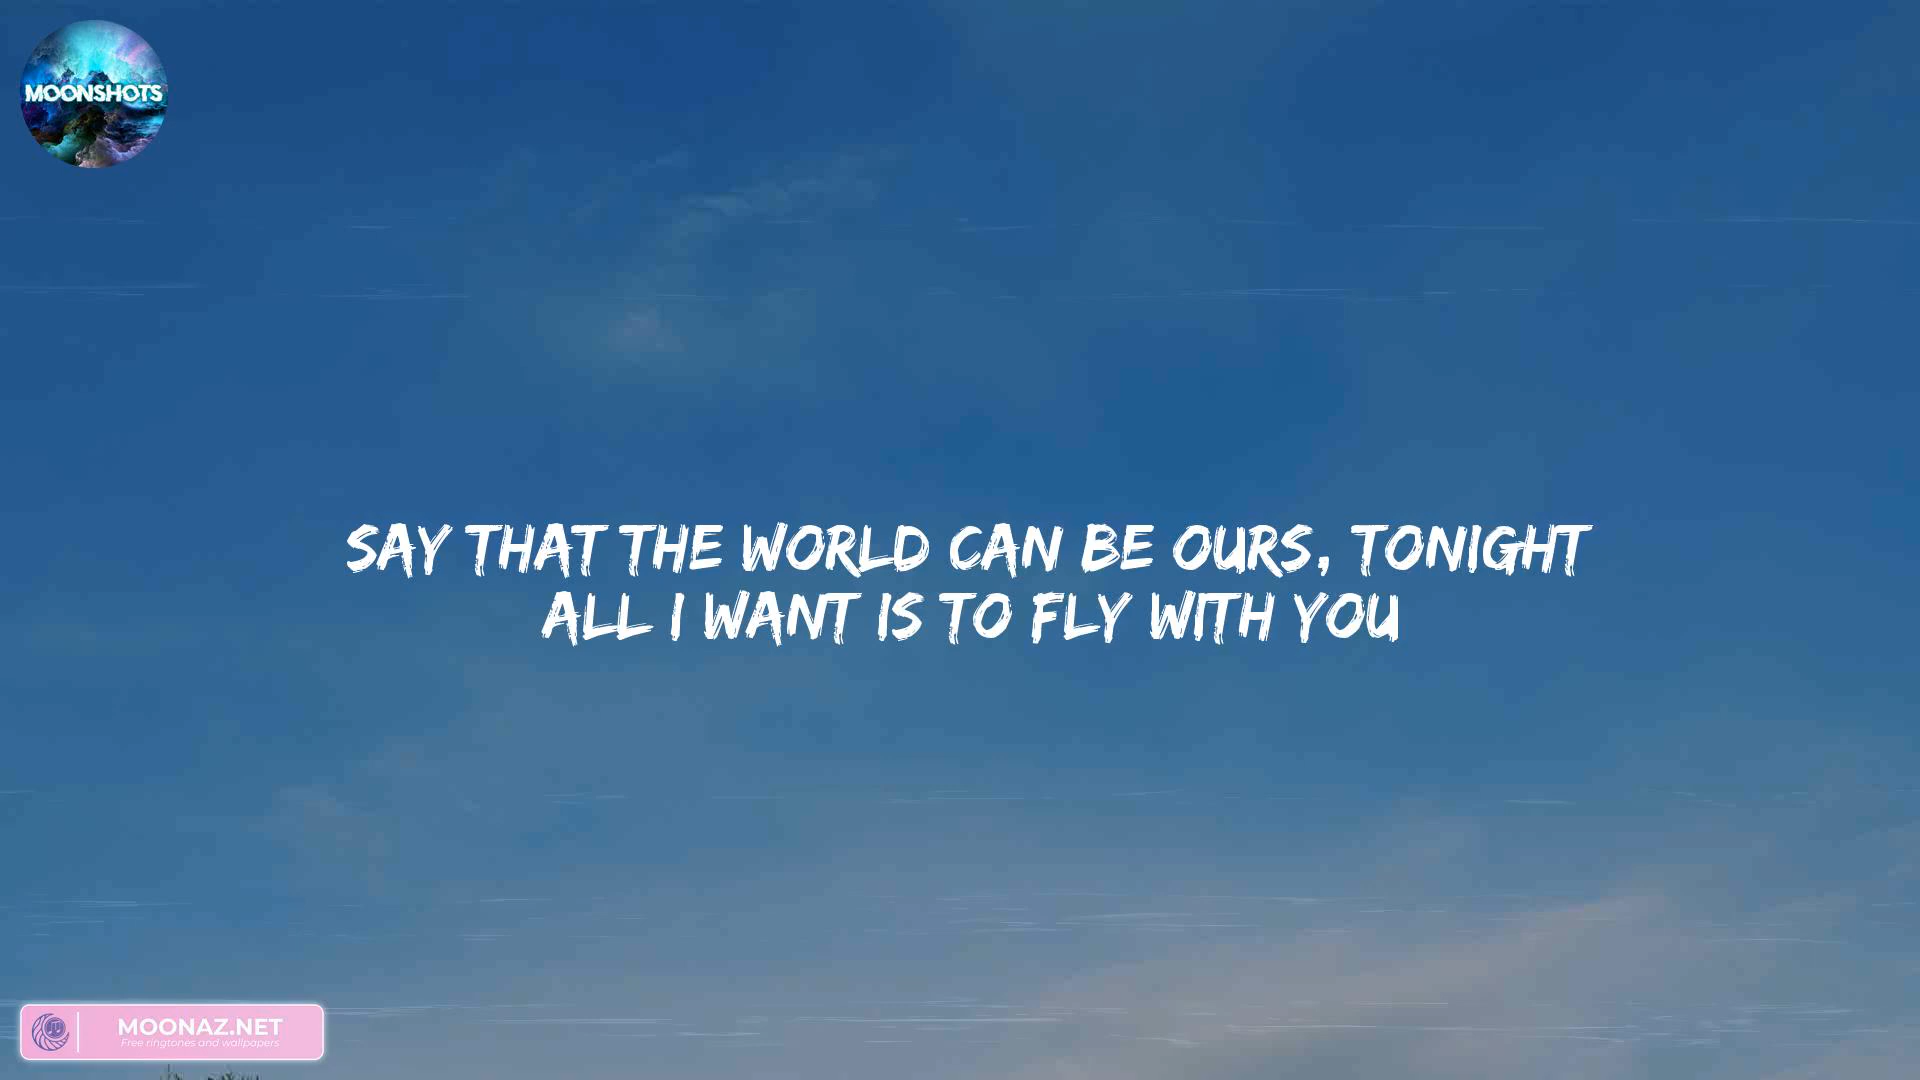 MOONSHOTS
SAY THAT THE WORLD CAN BE OURS, TONIGHT
ALL I WANT IS TO FLY WITH YOU
MOONAZ.NET
Free ringtones and wallpapers